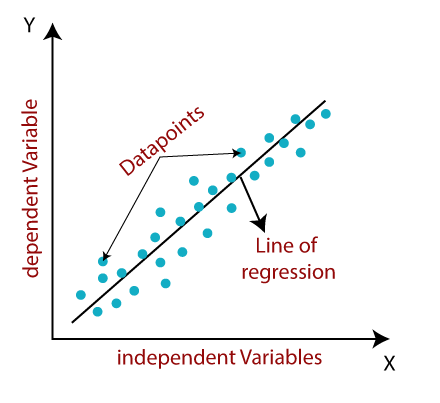 Y
dependent Variable
Datapoints
Line of
regression
independent Variables
X